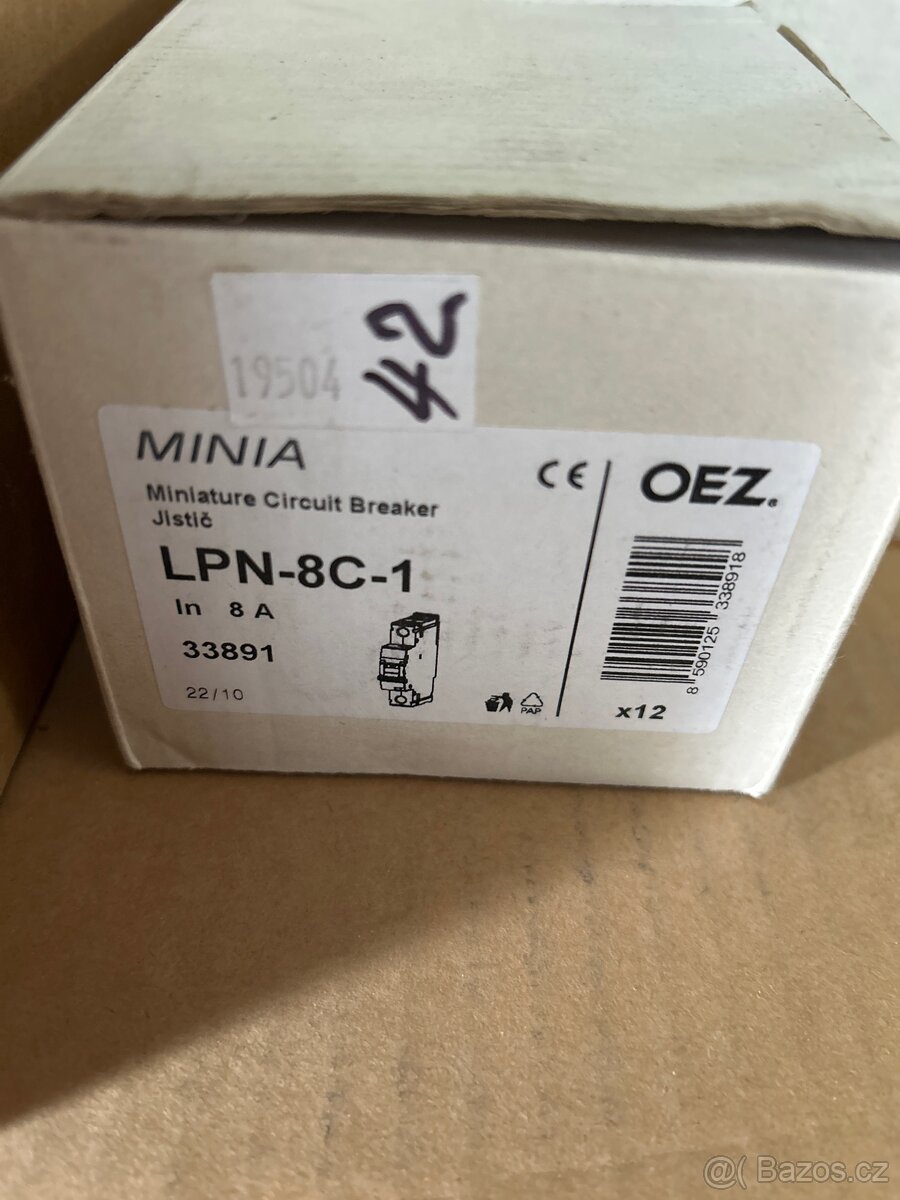 19504
42
MINIA
Miniature Circuit Breaker
Jistič
LPN-8C-1
In 8 A
33891
22/10
PAP
CE
OEZ®
8 590125 338918
x12
@( Bazos.cz